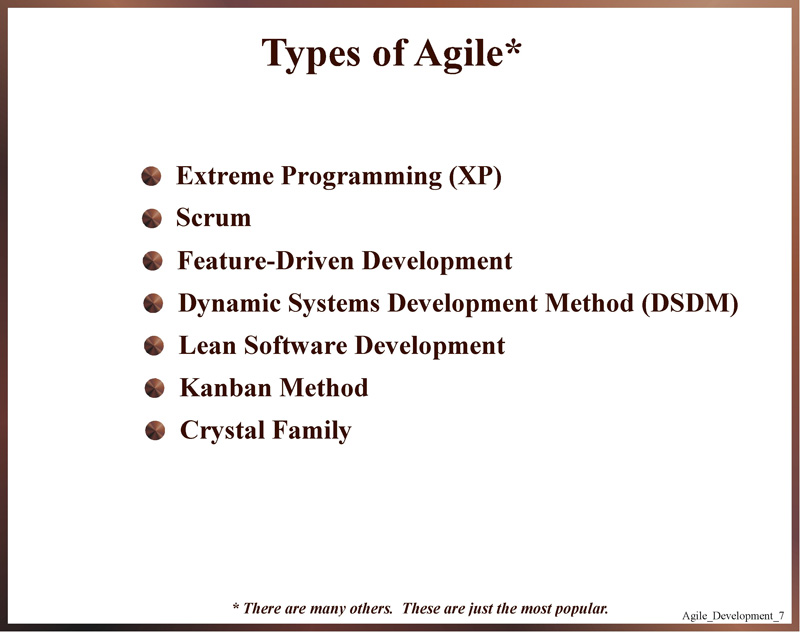 Types of Agile*
Extreme Programming (XP)
Scrum
Feature-Driven Development
Dynamic Systems Development Method (DSDM)
Lean Software Development
Kanban Method
Crystal Family
* There are many others.  These are just the most popular.
Agile_Development_7